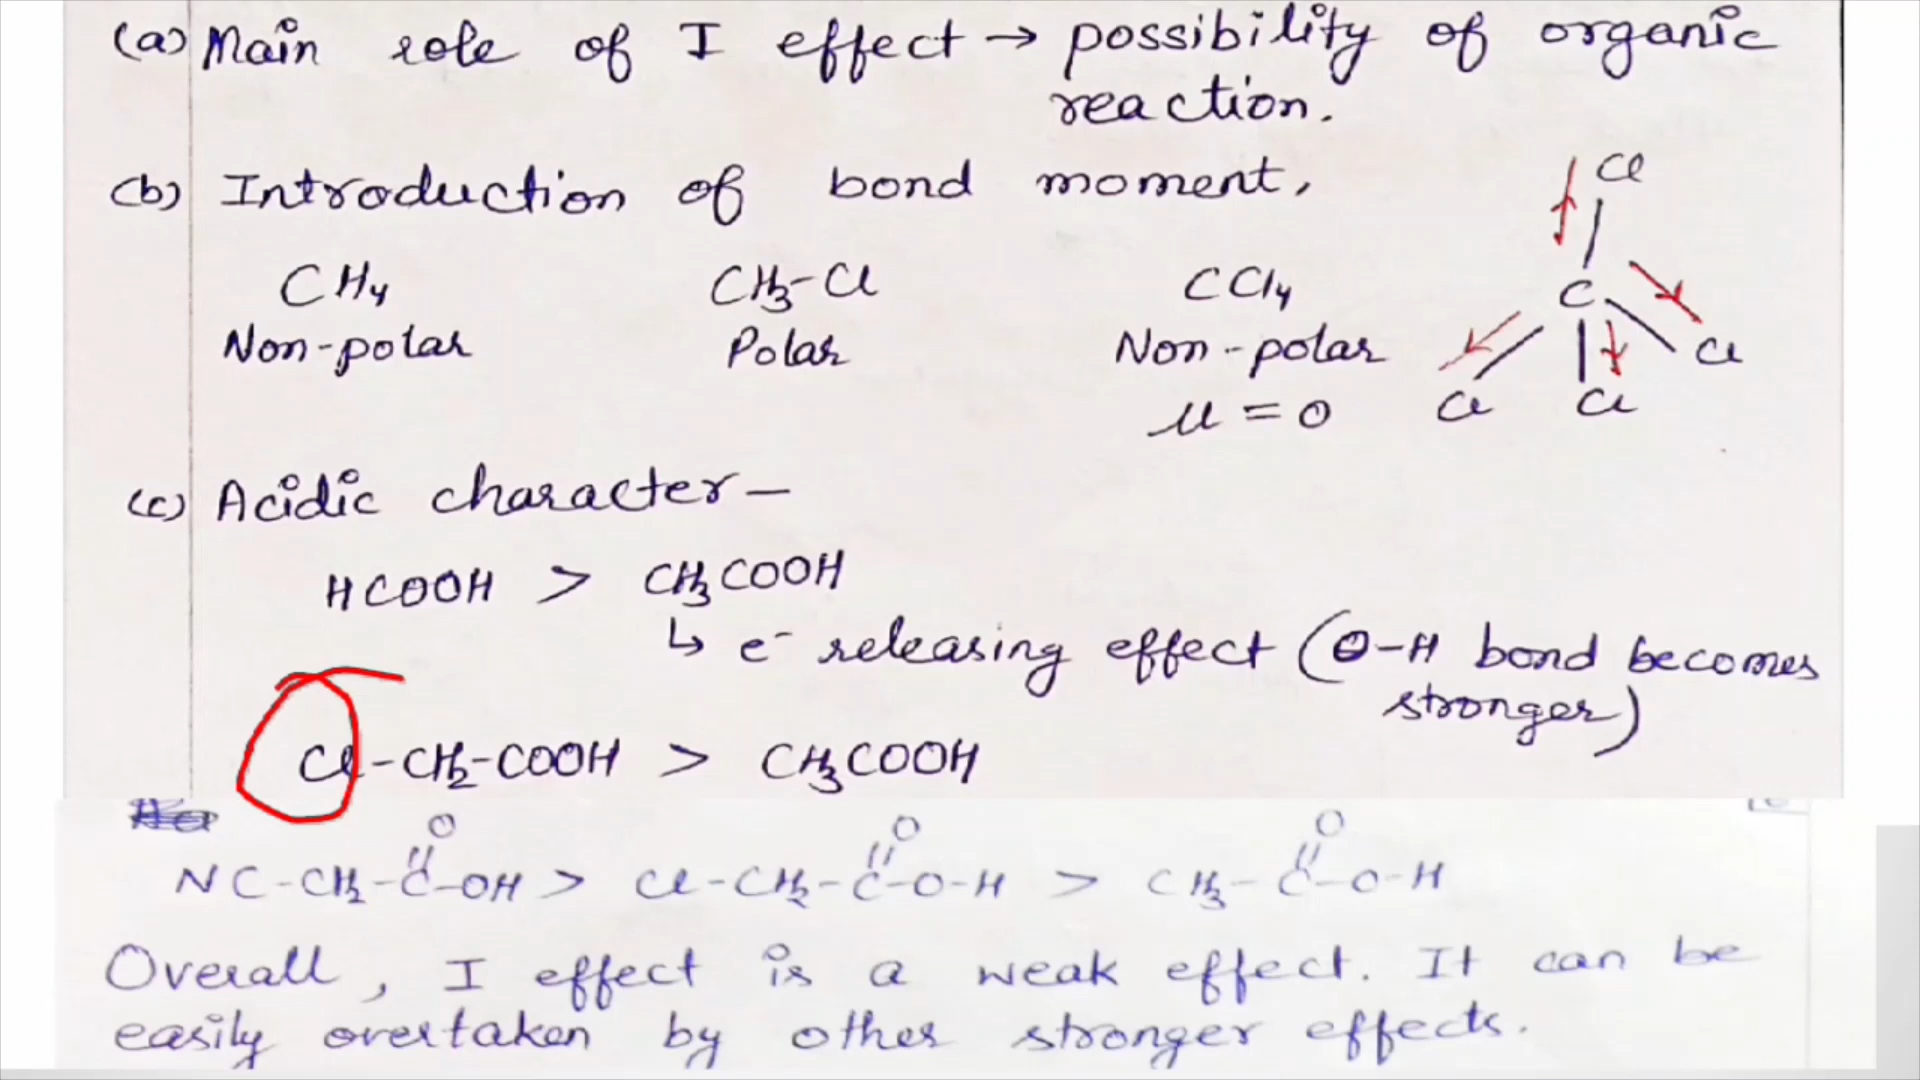 (a) Main role of I effect → possibility of organic
reaction.
(b) Introduction of bond moment,
CH₄ CH₃-Cl CCl₄
Non-polar Polar Non-polar
μ = 0
Cl
C
Cl Cl Cl
(c) Acidic character —
HCOOH > CH₃COOH
↳ e⁻ releasing effect (O-H bond becomes
stronger)
Cl-CH₂-COOH > CH₃COOH
O O O
NC-CH₂-C-OH > Cl-CH₂-C-O-H > CH₃-C-O-H
Overall, I effect is a weak effect. It can be
easily overtaken by other stronger effects.